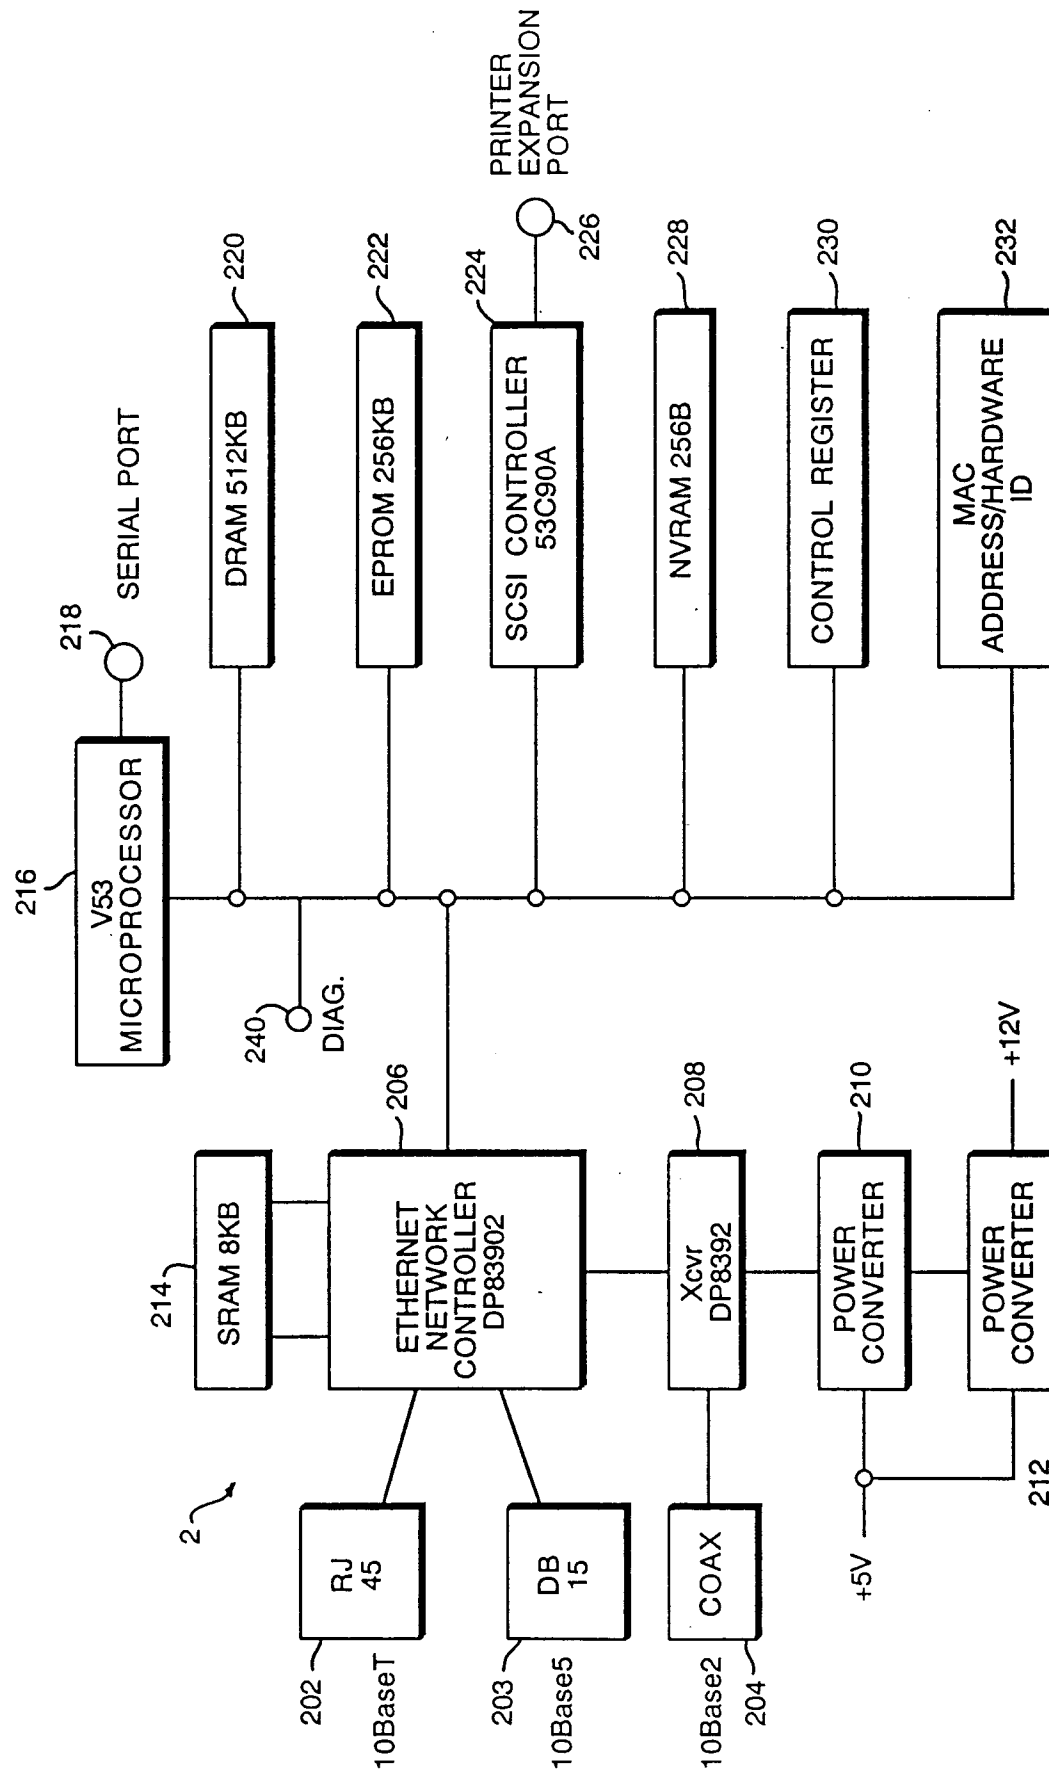 2
202
RJ
45
10BaseT
203
DB
15
10Base5
COAX
10Base2
204
214
SRAM 8KB
206
ETHERNET
NETWORK
CONTROLLER
DP83902
208
Xcvr
DP8392
210
POWER
CONVERTER
+5V
212
POWER
CONVERTER
+12V
216
V53
MICROPROCESSOR
218
SERIAL PORT
240
DIAG.
220
DRAM 512KB
222
EPROM 256KB
224
SCSI CONTROLLER
53C90A
PRINTER
EXPANSION
PORT
226
228
NVRAM 256B
230
CONTROL REGISTER
232
MAC
ADDRESS/HARDWARE
ID